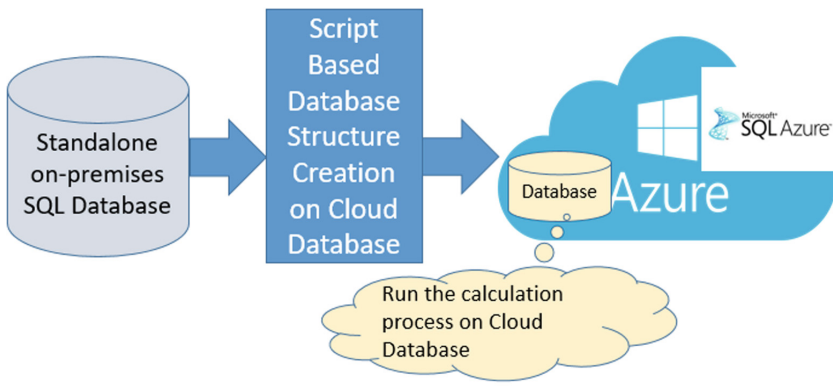 Standalone
on-premises
SQL Database
Script
Based
Database
Structure
Creation
on Cloud
Database
Microsoft®
SQL Azure™
Database
Azure
Run the calculation
process on Cloud
Database